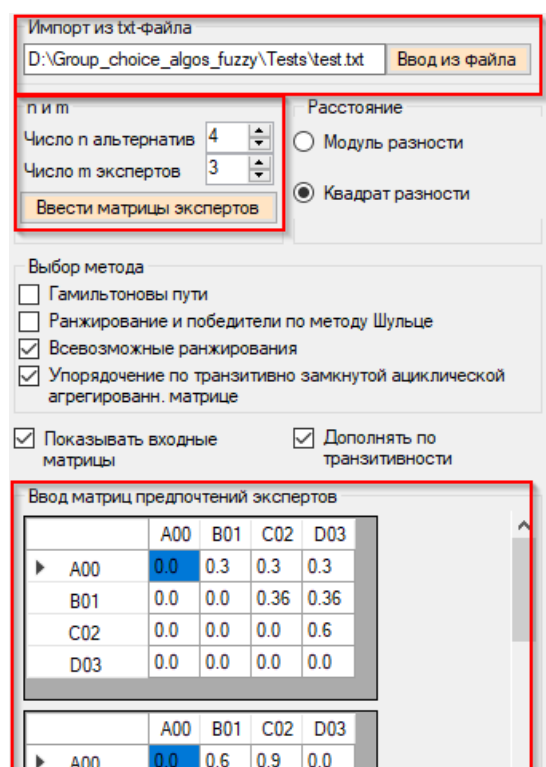 Импорт из txt-файла
D:\Group_choice_algos_fuzzy\Tests\test.txt Ввод из файла
n и m
Число n альтернатив 4
Число m экспертов 3
Ввести матрицы экспертов
Расстояние
Модуль разности
Квадрат разности
Выбор метода
Гамильтоновы пути
Ранжирование и победители по методу Шульце
Всевозможные ранжирования
Упорядочение по транзитивно замкнутой ациклической
агрегированн. матрице
Показывать входные
матрицы
Дополнять по
транзитивности
Ввод матриц предпочтений экспертов
A00 B01 C02 D03
A00 0.0 0.3 0.3 0.3
B01 0.0 0.0 0.36 0.36
C02 0.0 0.0 0.0 0.6
D03 0.0 0.0 0.0 0.0
A00 B01 C02 D03
A00 0.0 0.6 0.9 0.0